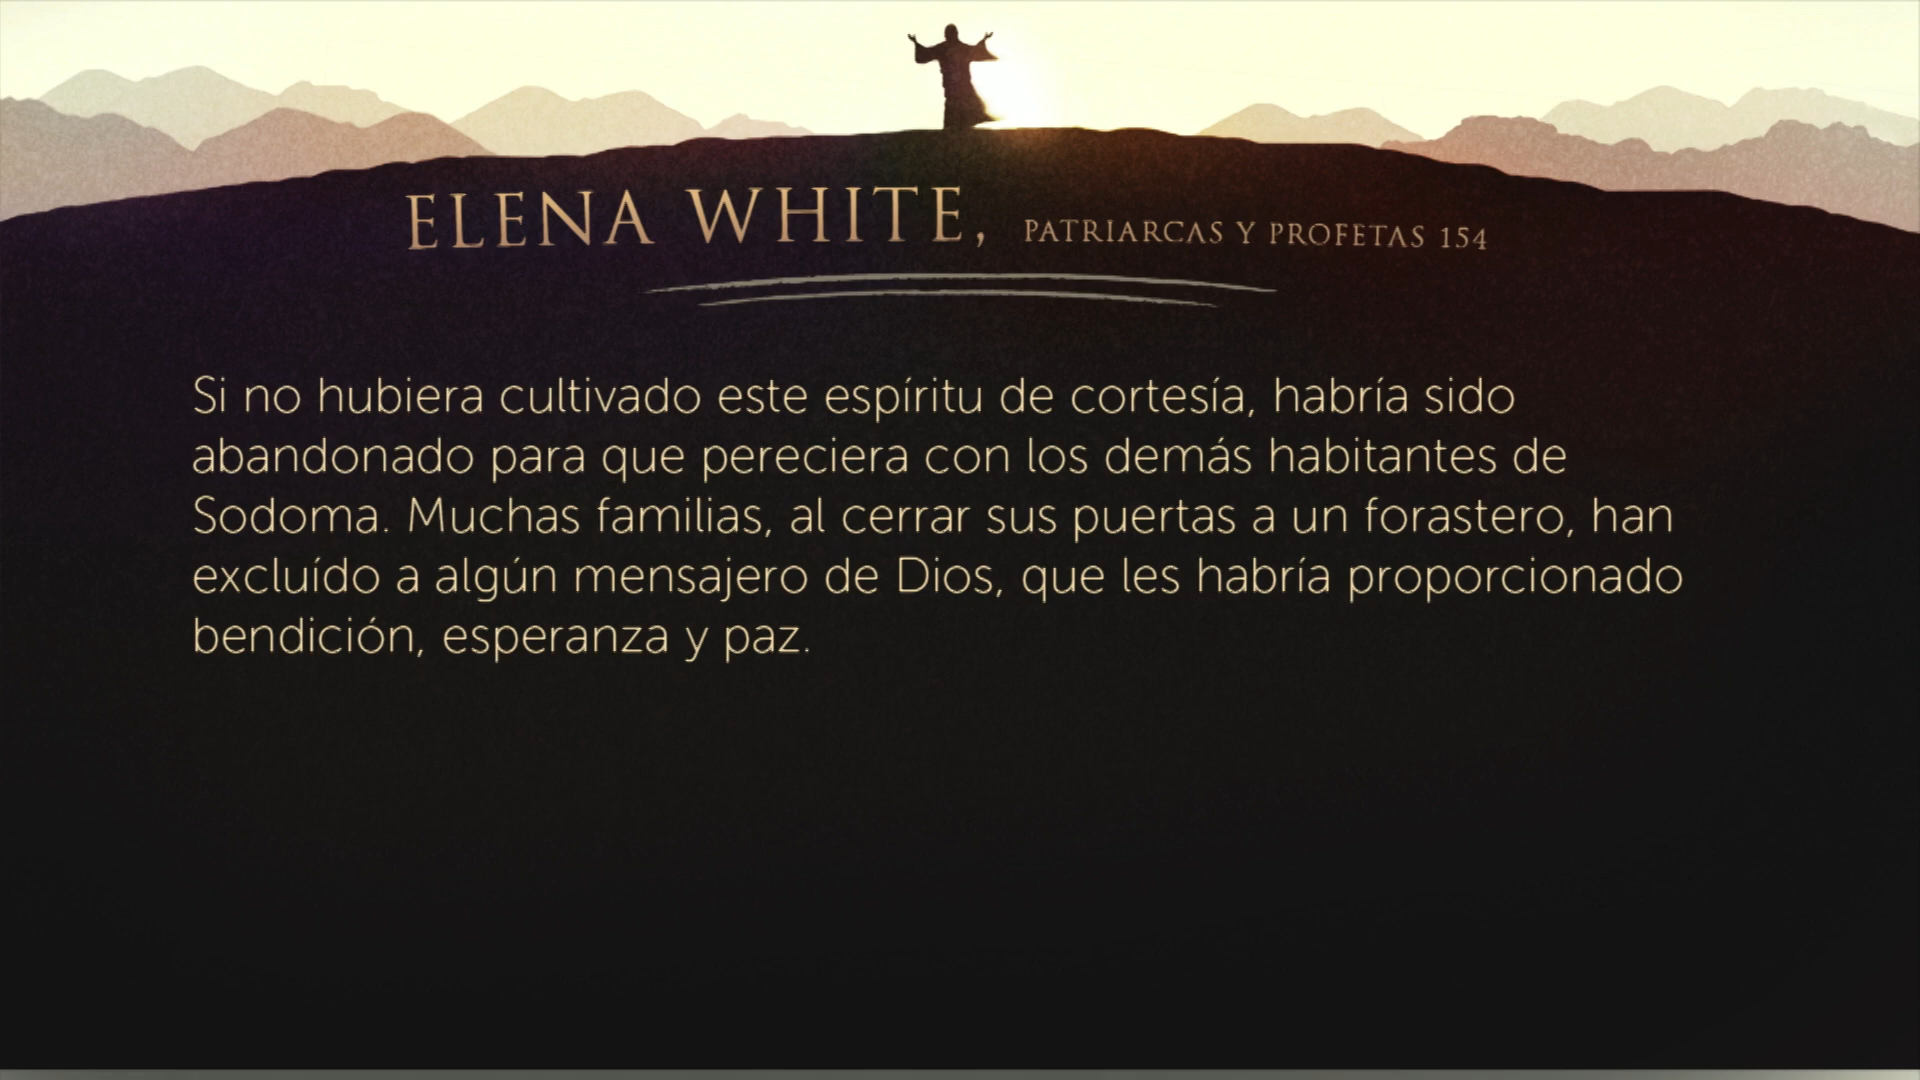 ELENA WHITE, PATRIARCAS Y PROFETAS 154
Si no hubiera cultivado este espíritu de cortesía, habría sido
abandonado para que pereciera con los demás habitantes de
Sodoma. Muchas familias, al cerrar sus puertas a un forastero, han
excluído a algún mensajero de Dios, que les habría proporcionado
bendición, esperanza y paz.